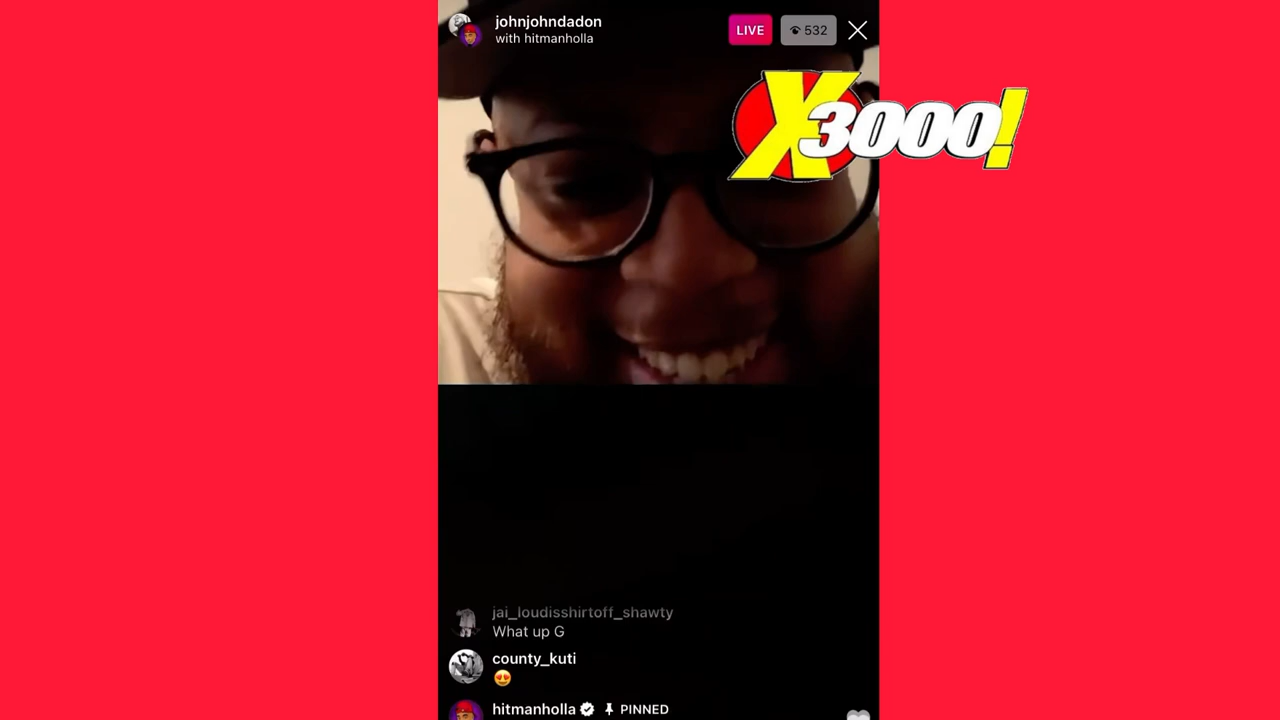 johnjohndadon
with hitmanholla
LIVE
532
X3000!
jai_loudisshirtoff_shawty
What up G
county_kuti
😍
hitmanholla
PINNED